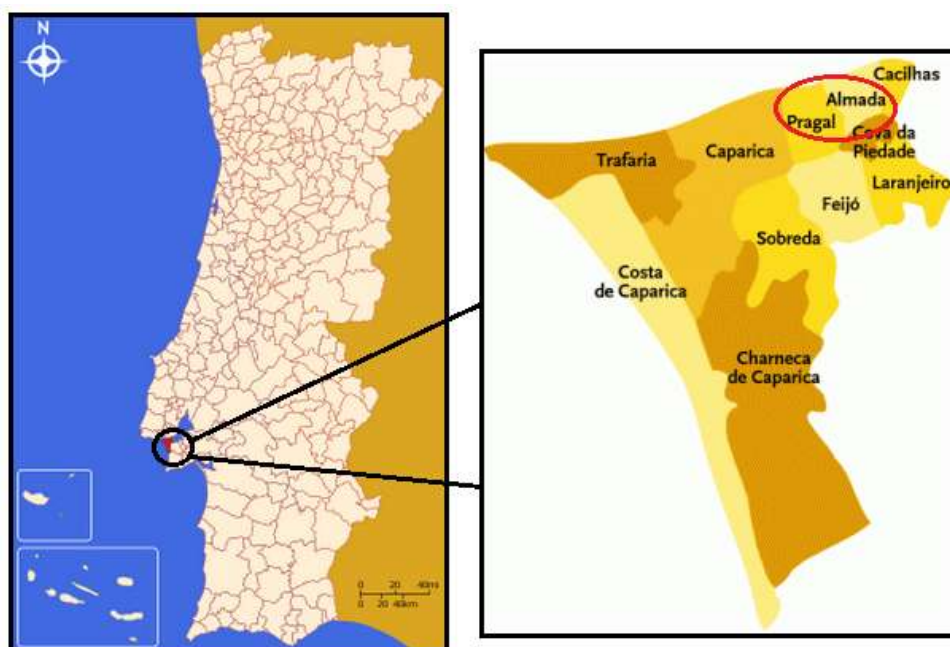 N
0 20 40mi
0 20 40km
Cacilhas
Almada
Pragal
Cova da
Piedade
Trafaria
Caparica
Laranjeiro
Feijó
Sobreda
Costa
de Caparica
Charneca
de Caparica